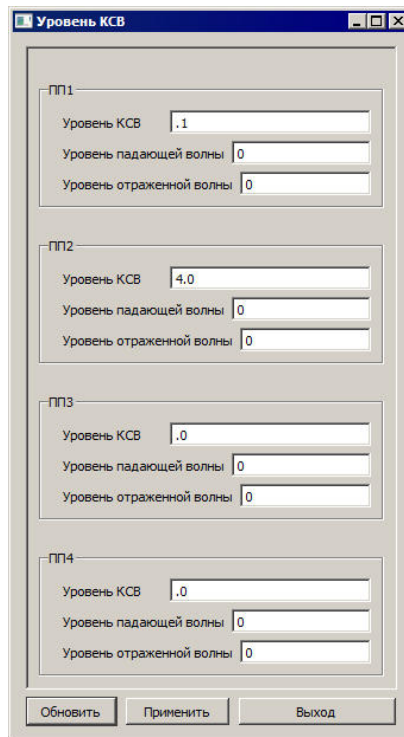 Уровень КСВ
ПП1
Уровень КСВ .1
Уровень падающей волны 0
Уровень отраженной волны 0
ПП2
Уровень КСВ 4.0
Уровень падающей волны 0
Уровень отраженной волны 0
ПП3
Уровень КСВ .0
Уровень падающей волны 0
Уровень отраженной волны 0
ПП4
Уровень КСВ .0
Уровень падающей волны 0
Уровень отраженной волны 0
Обновить Применить Выход